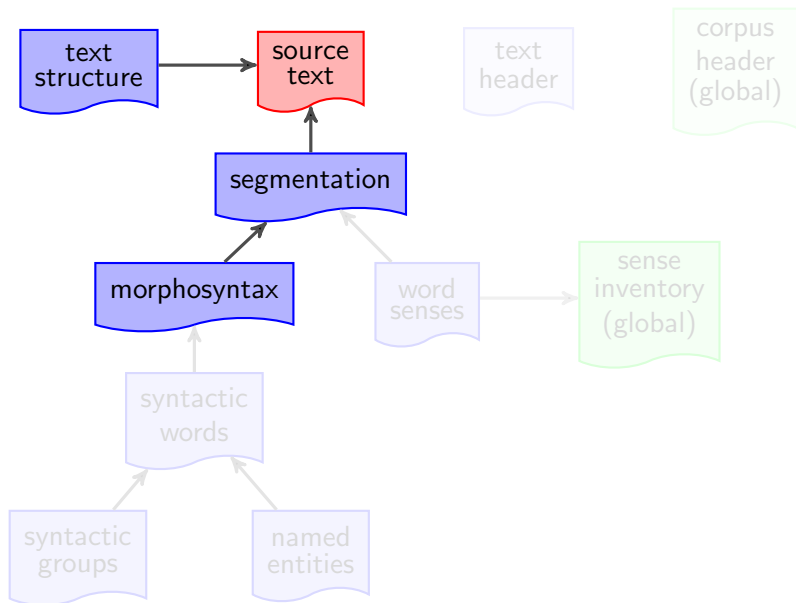 text
structure
source
text
text
header
corpus
header
(global)
segmentation
morphosyntax
word
senses
sense
inventory
(global)
syntactic
words
syntactic
groups
named
entities